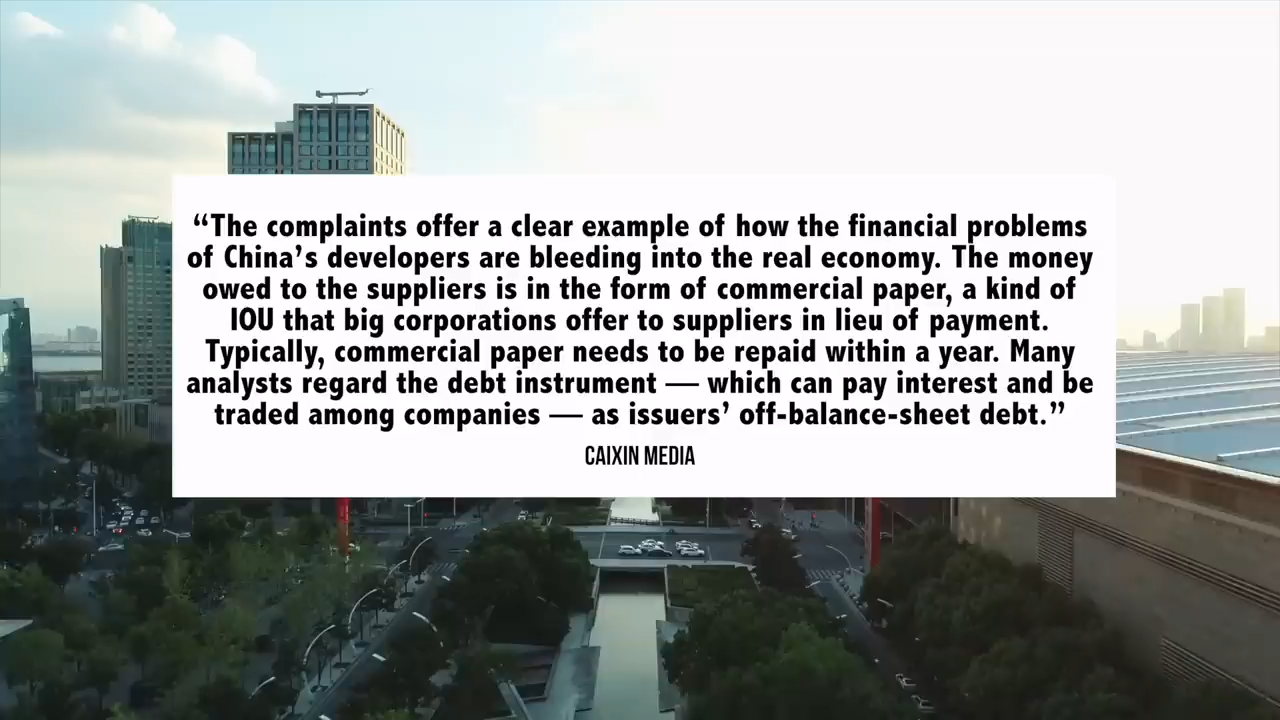 “The complaints offer a clear example of how the financial problems
of China’s developers are bleeding into the real economy. The money
owed to the suppliers is in the form of commercial paper, a kind of
IOU that big corporations offer to suppliers in lieu of payment.
Typically, commercial paper needs to be repaid within a year. Many
analysts regard the debt instrument — which can pay interest and be
traded among companies — as issuers’ off-balance-sheet debt.”
CAIXIN MEDIA